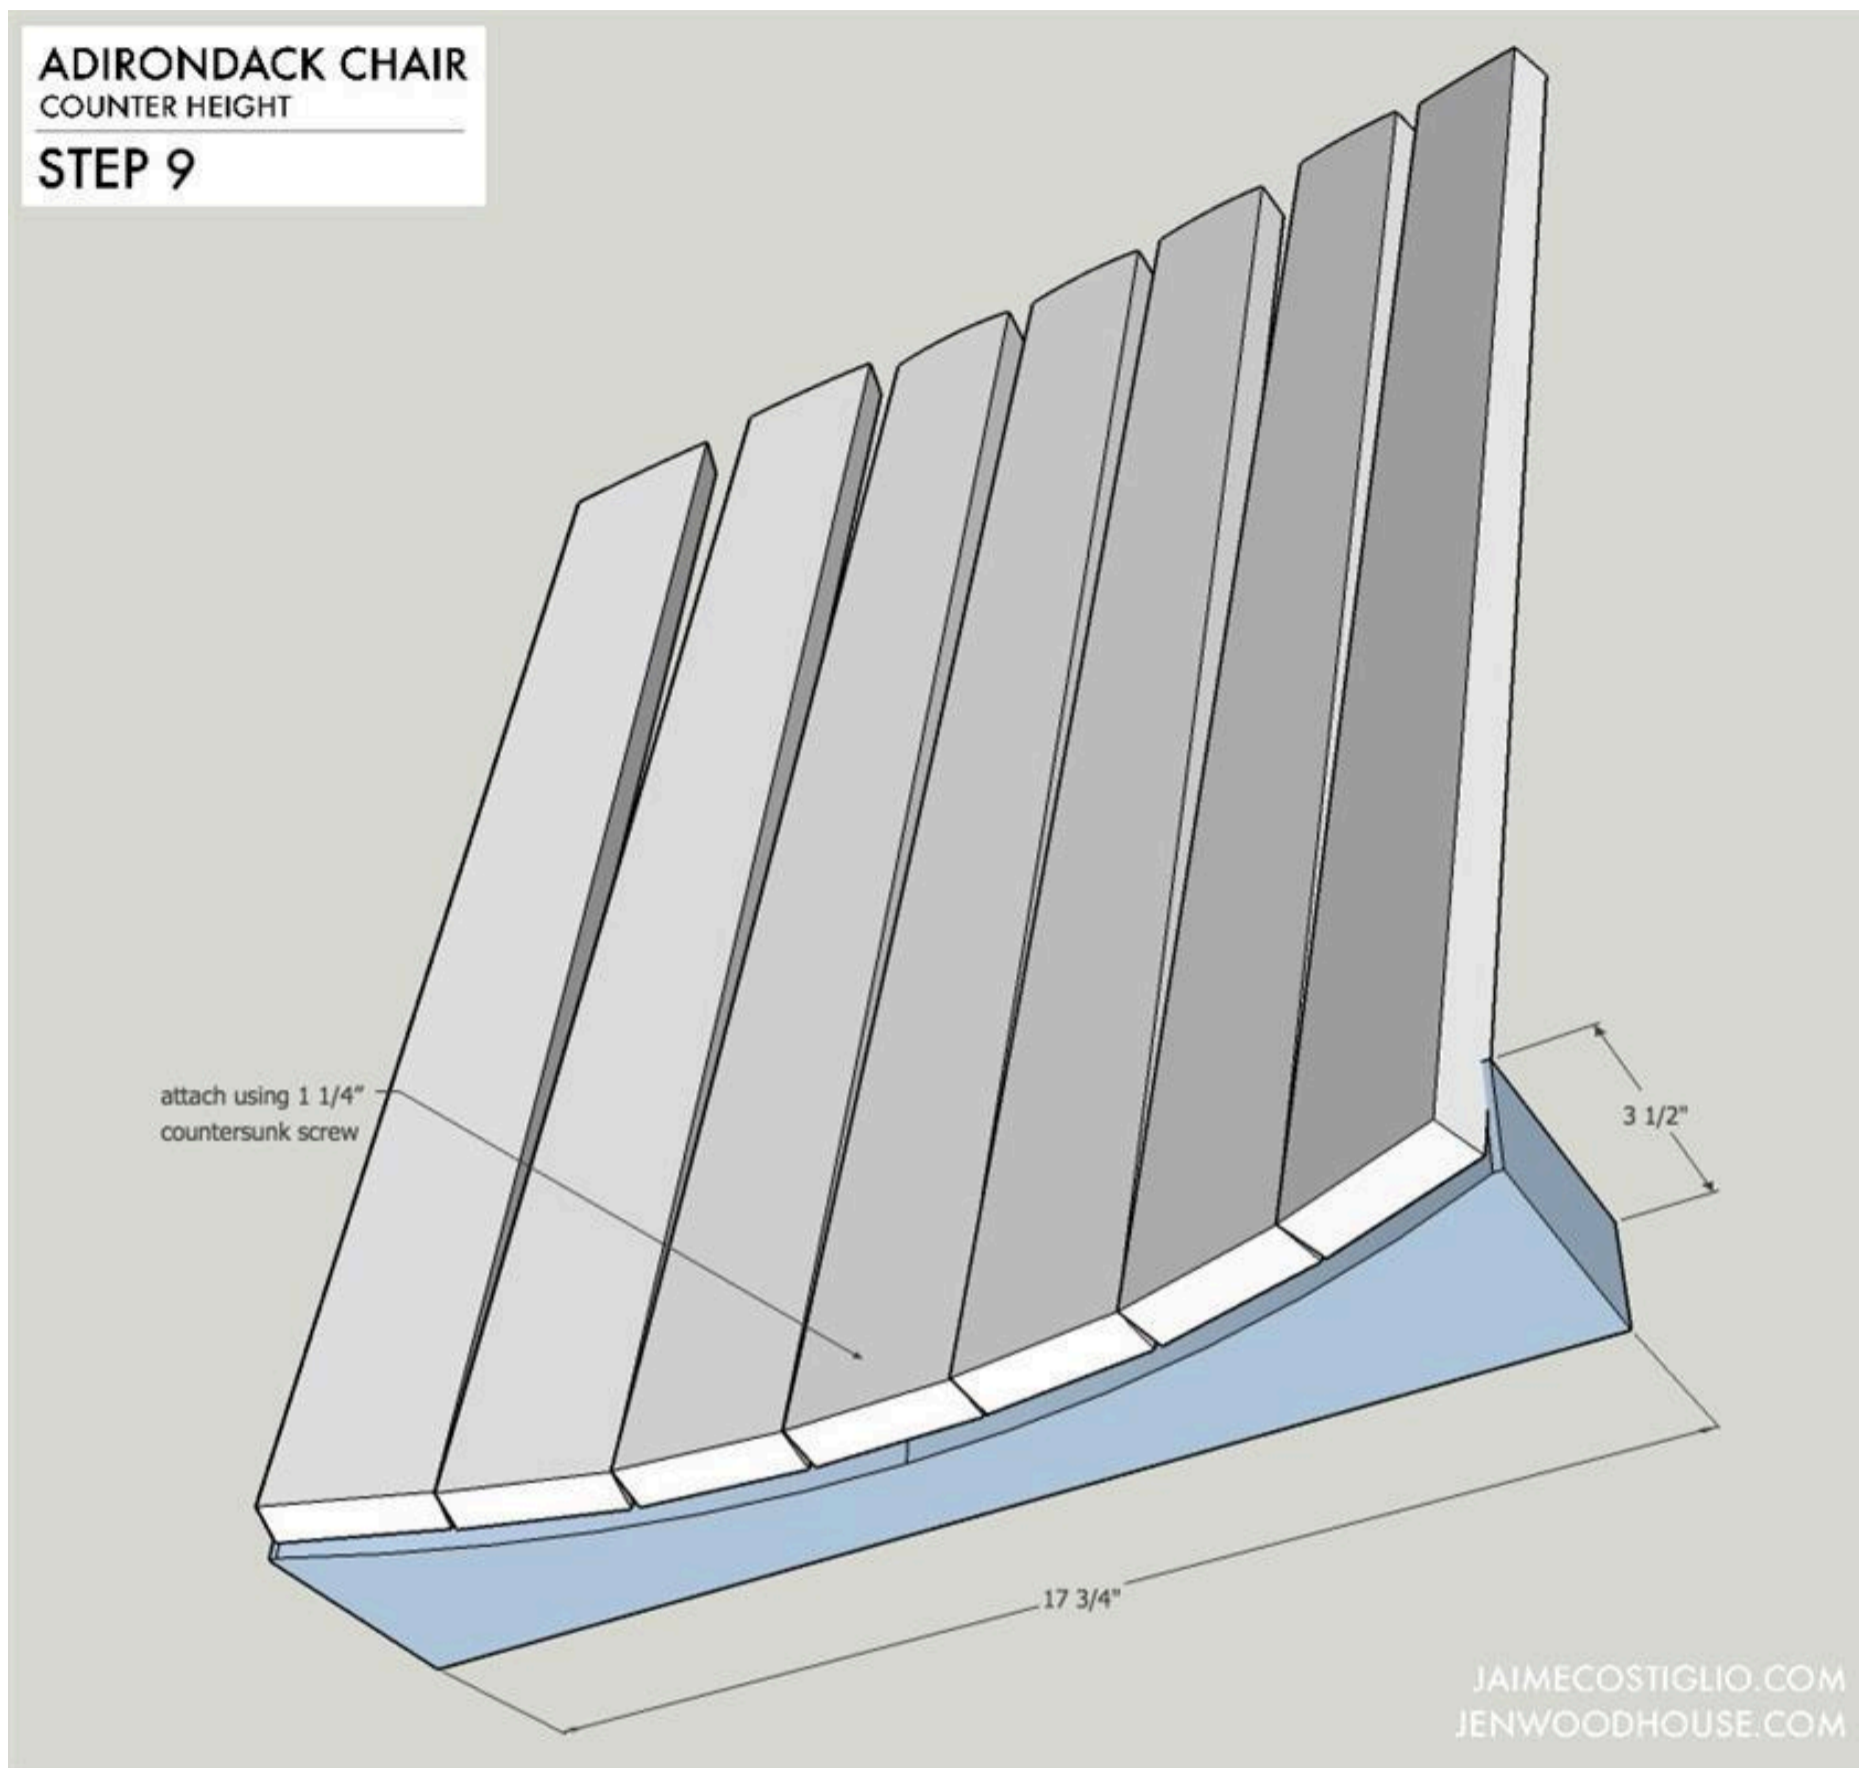 ADIRONDACK CHAIR
COUNTER HEIGHT
STEP 9
attach using 1 1/4"
countersunk screw
3 1/2"
17 3/4"
JAIMECOSTIGLIO.COM
JENWOODHOUSE.COM